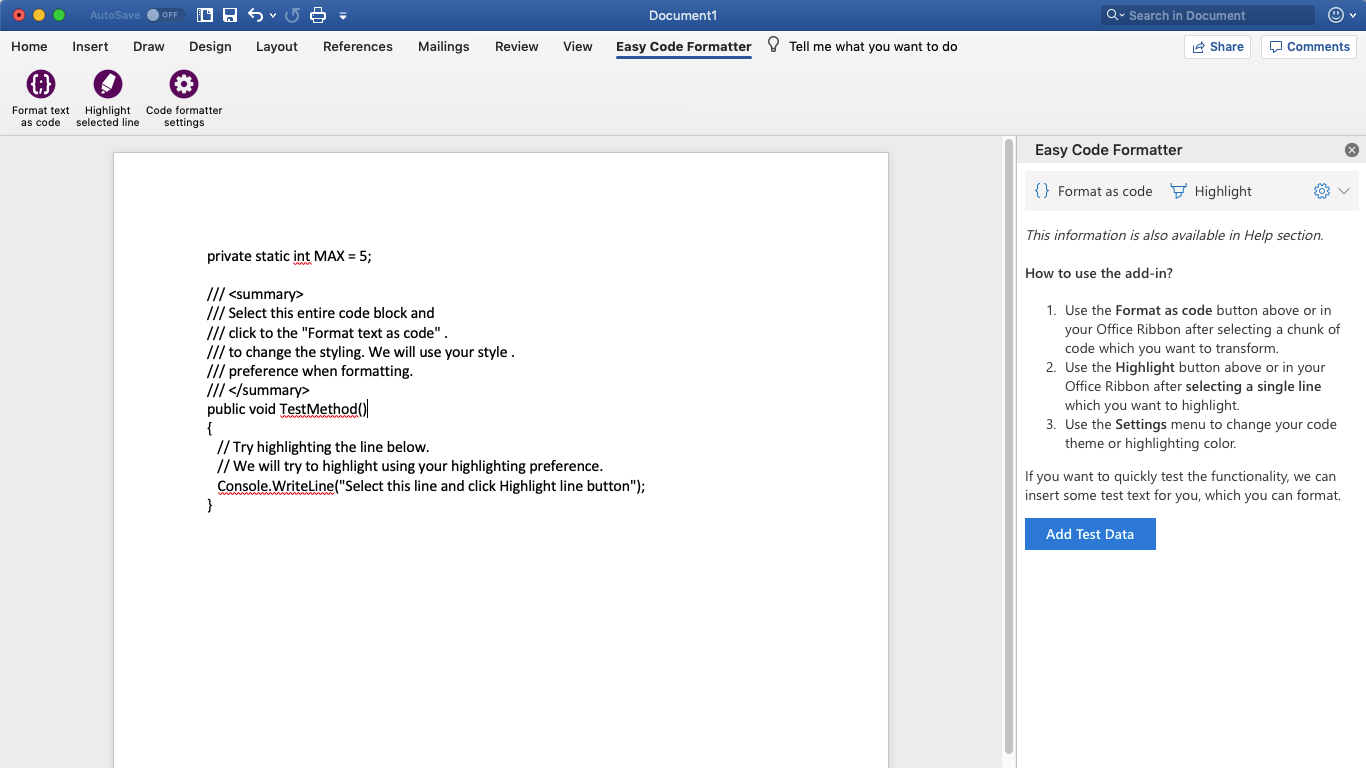 AutoSave OFF
Document1
Search in Document
Home Insert Draw Design Layout References Mailings Review View Easy Code Formatter Tell me what you want to do Share Comments
Format text
as code
Highlight
selected line
Code formatter
settings
private static int MAX = 5;
/// <summary>
/// Select this entire code block and
/// click to the "Format text as code" .
/// to change the styling. We will use your style .
/// preference when formatting.
/// </summary>
public void TestMethod()
{
// Try highlighting the line below.
// We will try to highlight using your highlighting preference.
Console.WriteLine("Select this line and click Highlight line button");
}
Easy Code Formatter
{} Format as code Highlight
This information is also available in Help section.
How to use the add-in?
1. Use the Format as code button above or in
your Office Ribbon after selecting a chunk of
code which you want to transform.
2. Use the Highlight button above or in your
Office Ribbon after selecting a single line
which you want to highlight.
3. Use the Settings menu to change your code
theme or highlighting color.
If you want to quickly test the functionality, we can
insert some test text for you, which you can format.
Add Test Data